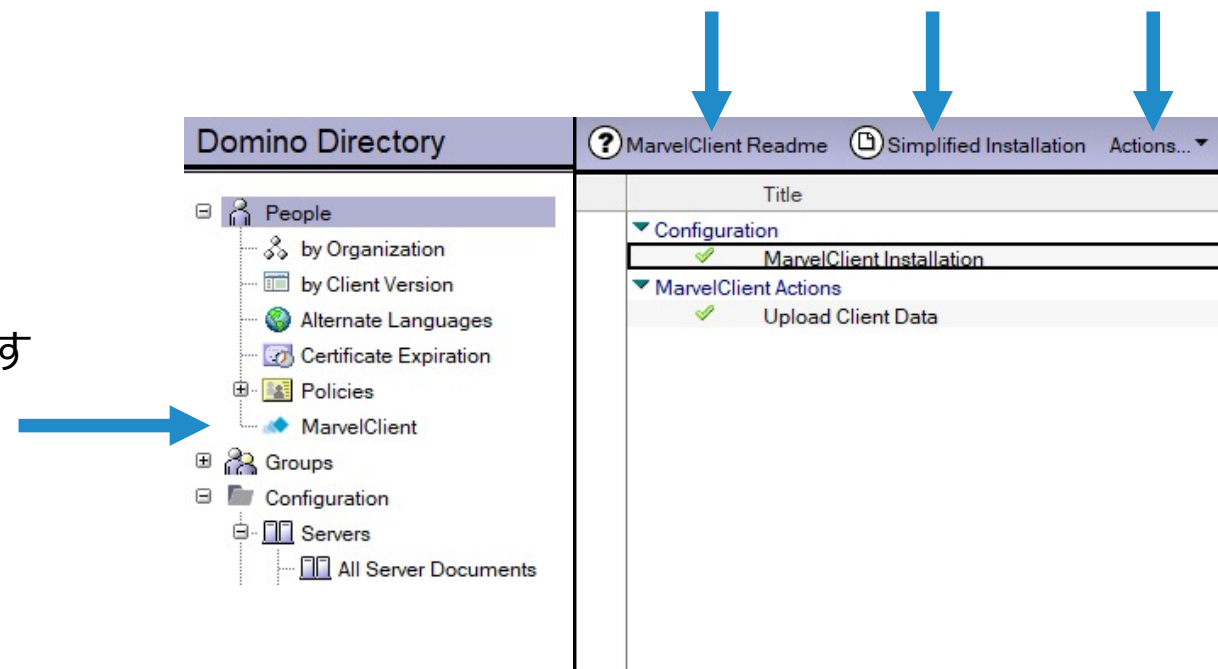 Domino Directory
MarvelClient Readme Simplified Installation Actions...
Title
People
by Organization
by Client Version
Alternate Languages
Certificate Expiration
Policies
MarvelClient
Groups
Configuration
Servers
All Server Documents
Configuration
MarvelClient Installation
MarvelClient Actions
Upload Client Data
す